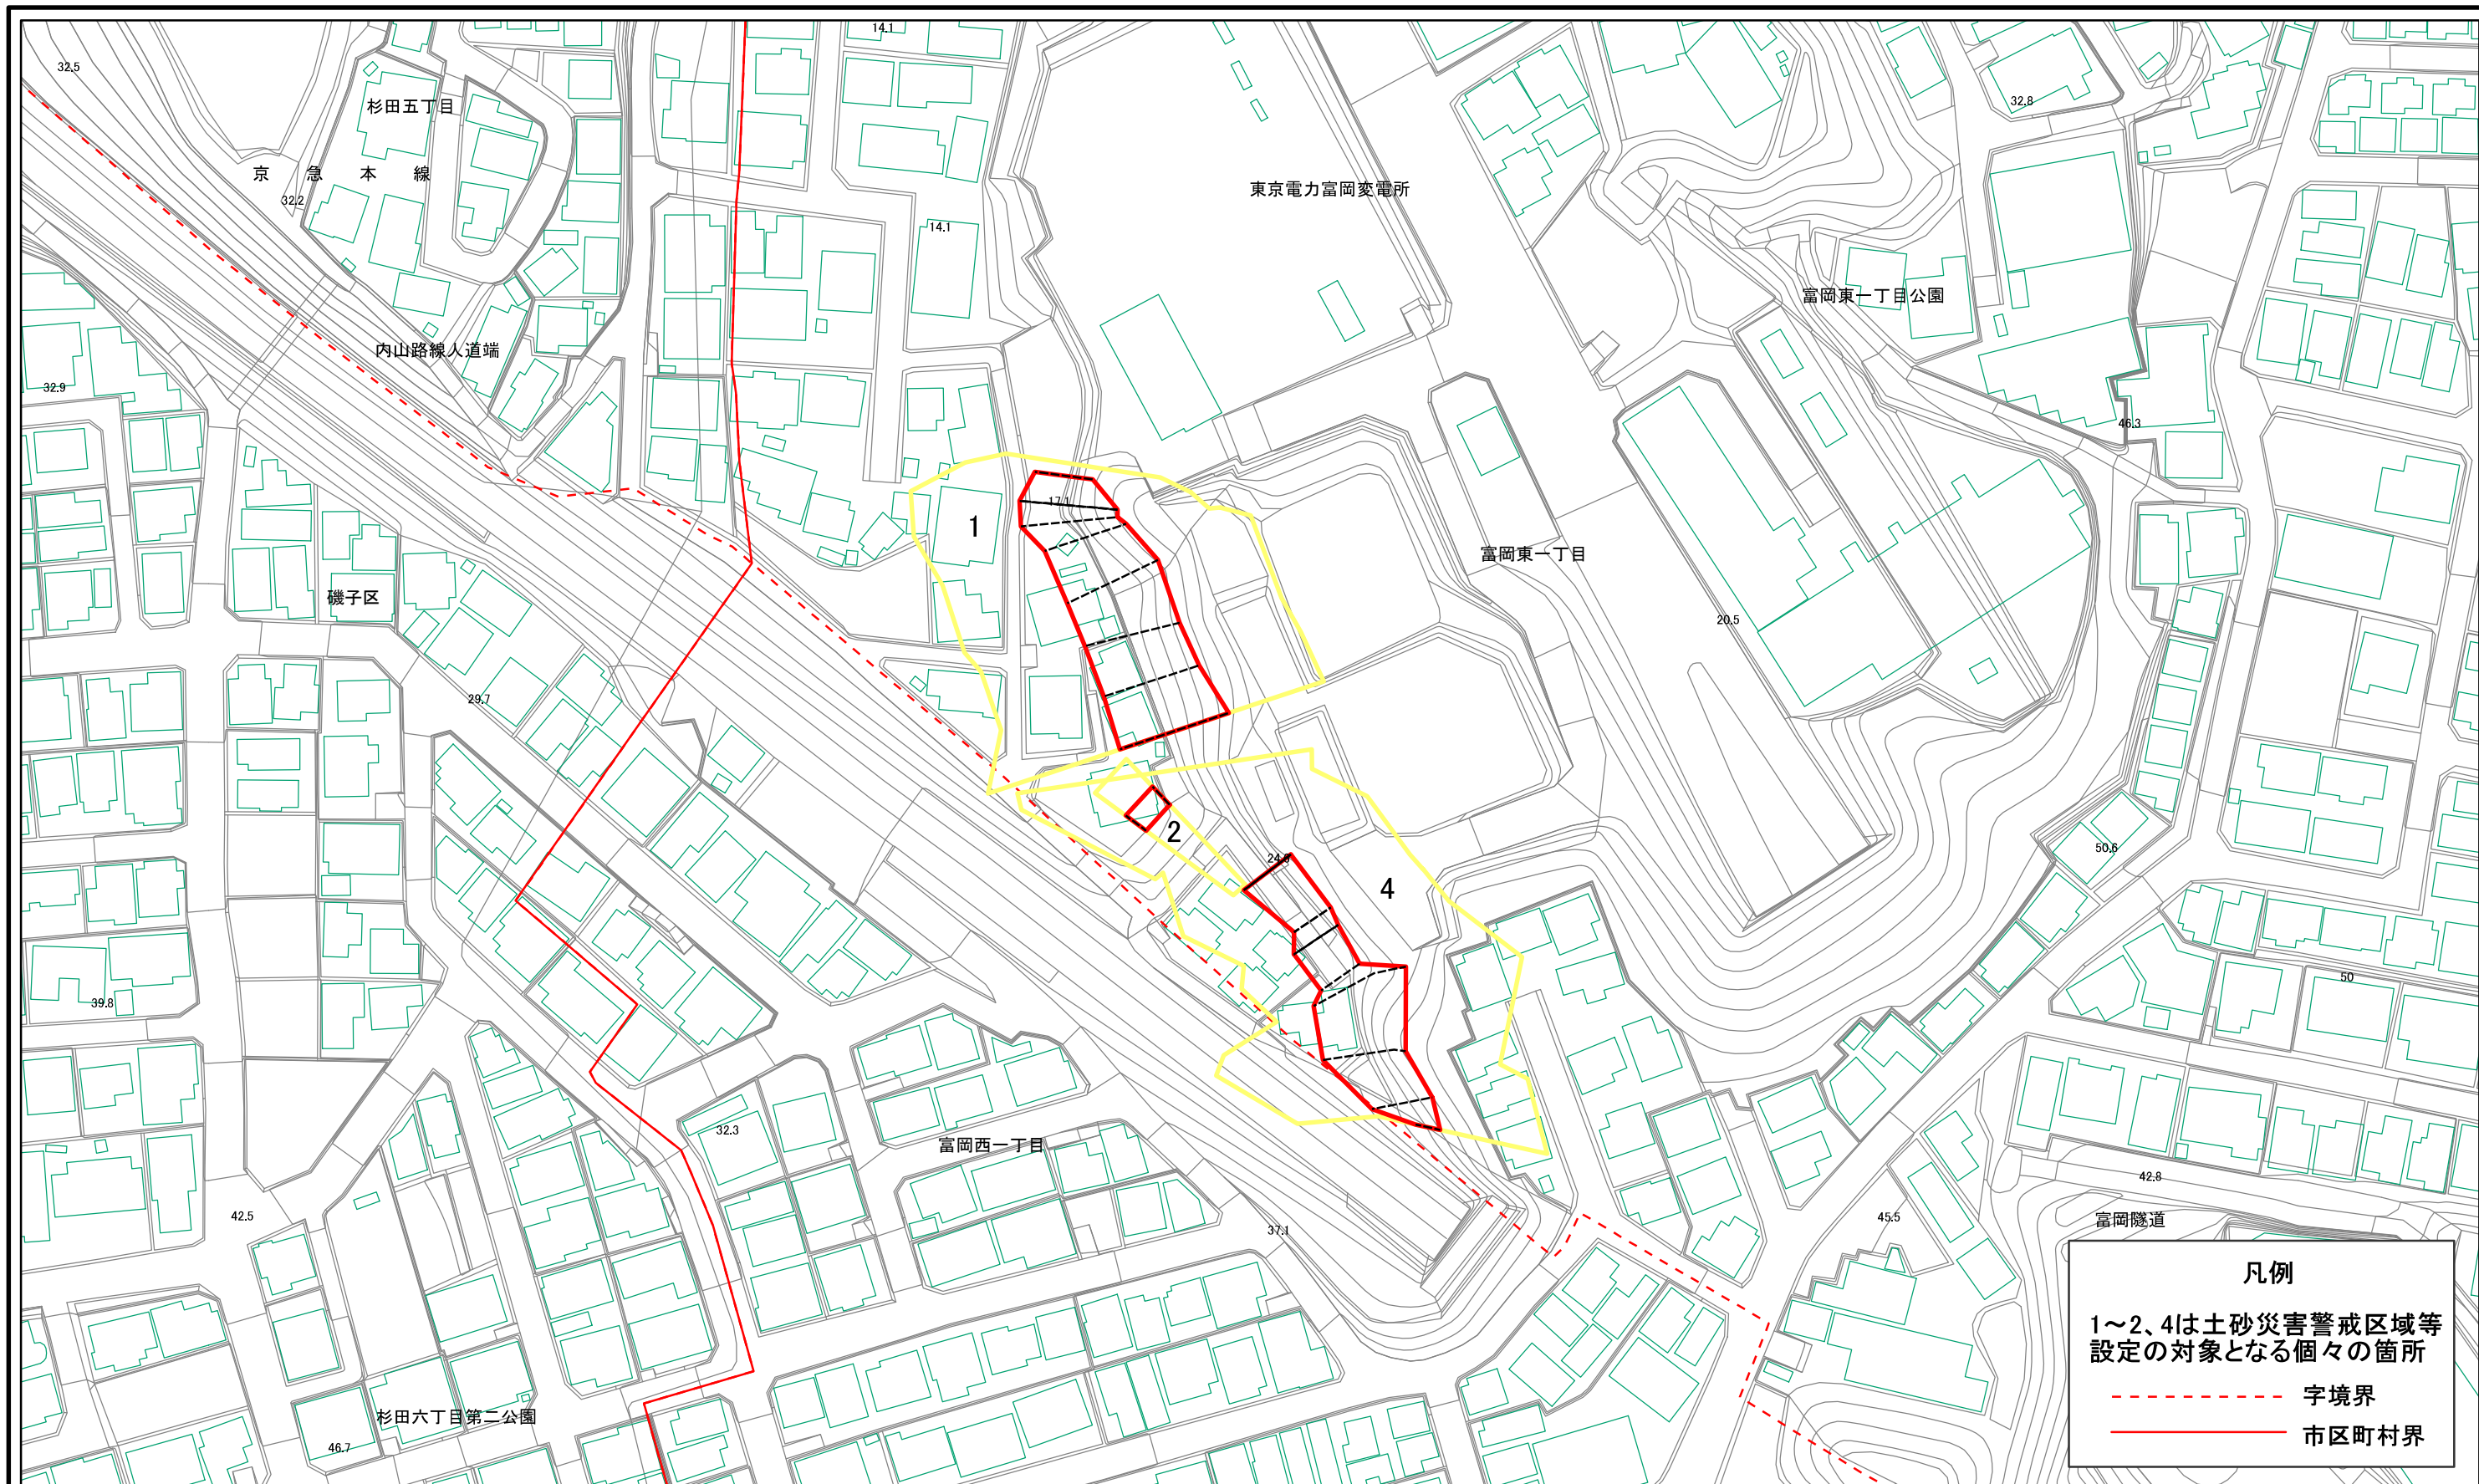 14.1
32.5
杉田五丁目
32.8
京急本線
東京電力富岡変電所
32.2
14.1
富岡東一丁目公園
内山路線人道端
32.9
46.3
17.1
1
富岡東一丁目
磯子区
20.5
29.7
2
24.9
50.6
4
50
39.8
32.3
富岡西一丁目
42.8
42.5
45.5
富岡隧道
37.1
凡例
1～2、4は土砂災害警戒区域等
設定の対象となる個々の箇所
字境界
市区町村界
杉田六丁目第二公園
46.7